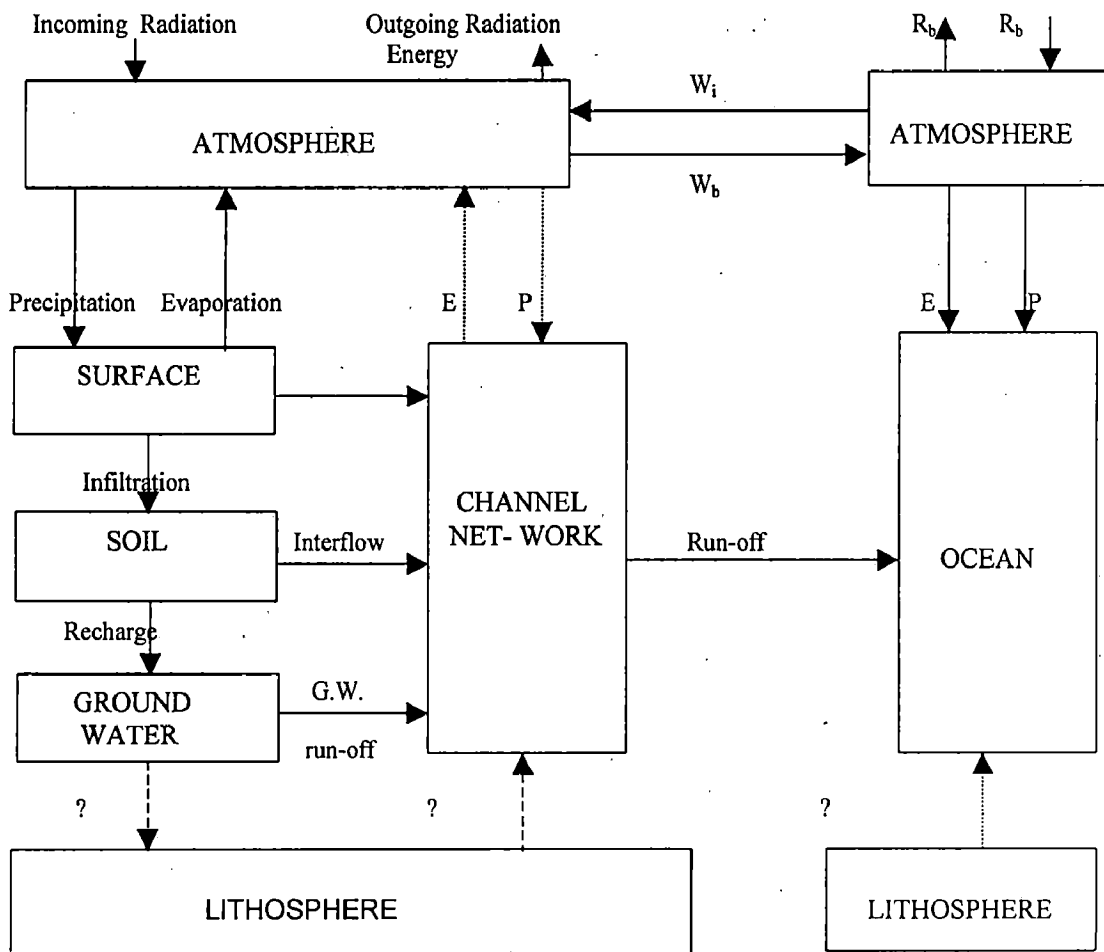 Incoming Radiation
Outgoing Radiation
Energy
R_b
R_b
ATMOSPHERE
W_i
W_b
ATMOSPHERE
Precipitation
Evaporation
E
P
E
P
SURFACE
Infiltration
SOIL
Interflow
CHANNEL
NET- WORK
Run-off
OCEAN
Recharge
GROUND
WATER
G.W.
run-off
?
?
?
LITHOSPHERE
LITHOSPHERE